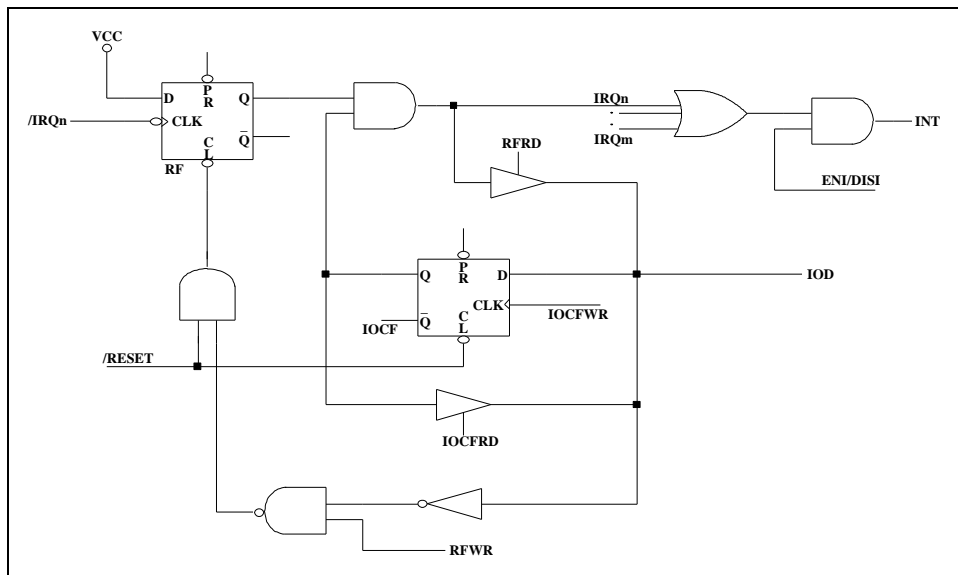 VCC
D
P
R
Q
/IRQn
CLK
C
L
Q
RF
IRQn
:
IRQm
INT
RFRD
ENI/DISI
Q
P
R
D
IOD
CLK
IOCFWR
IOCF
Q
C
L
/RESET
IOCFRD
RFWR